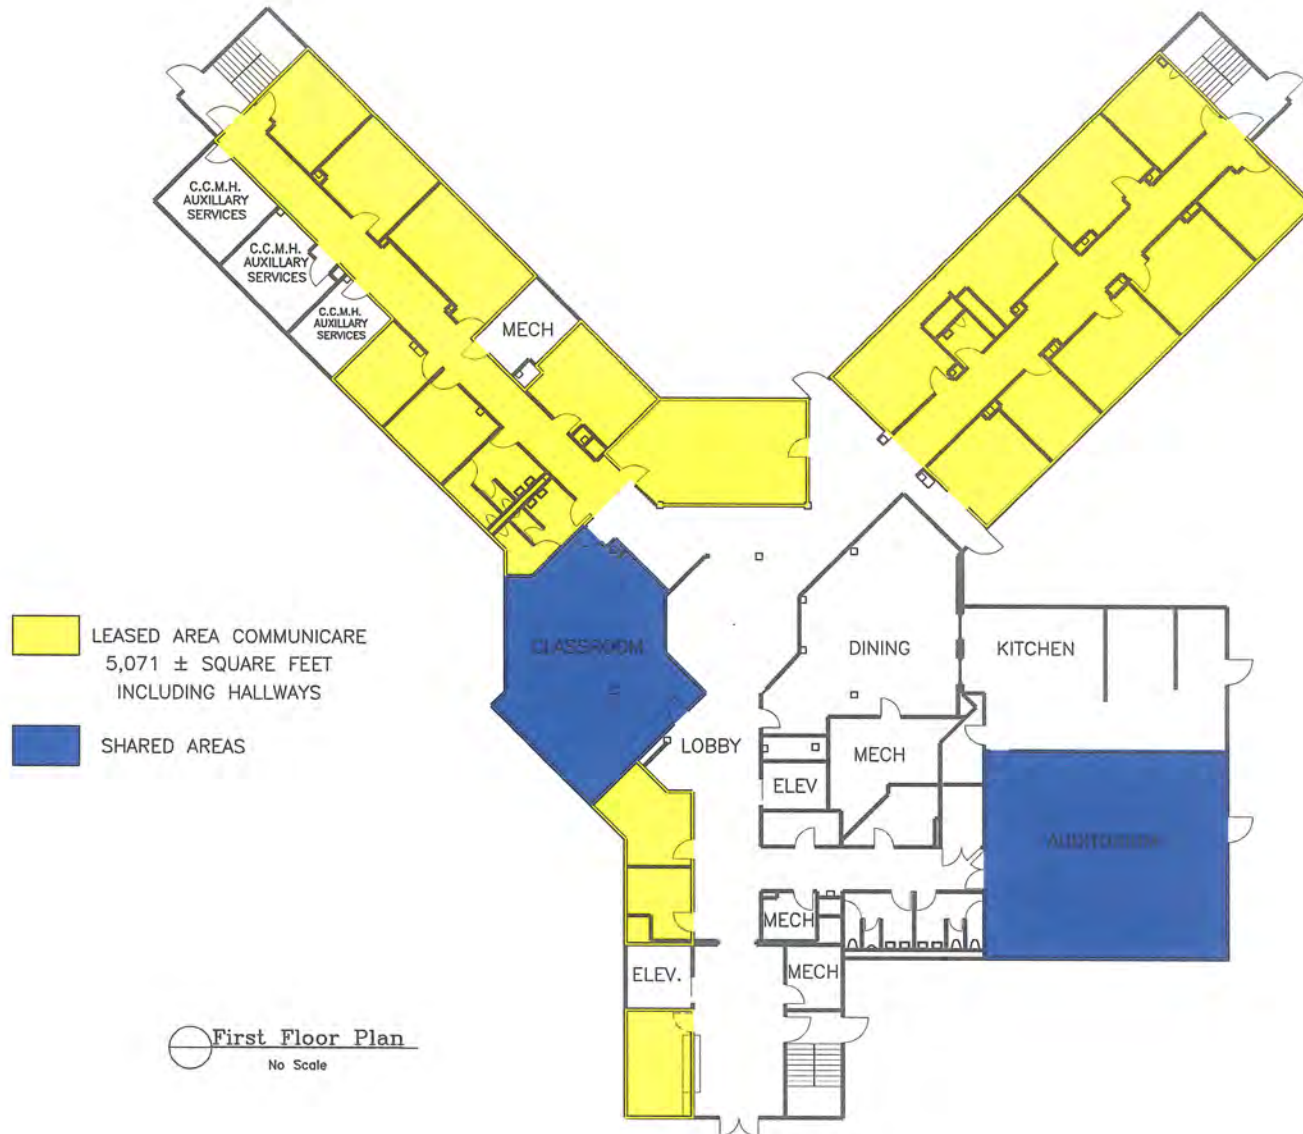 C.C.M.H.
AUXILLARY
SERVICES
C.C.M.H.
AUXILLARY
SERVICES
C.C.M.H.
AUXILLARY
SERVICES
MECH
LEASED AREA COMMUNICARE
5,071 ± SQUARE FEET
INCLUDING HALLWAYS
SHARED AREAS
CLASSROOM
DINING
KITCHEN
LOBBY
MECH
ELEV
AUDITORIUM
MECH
ELEV.
MECH
First Floor Plan
No Scale